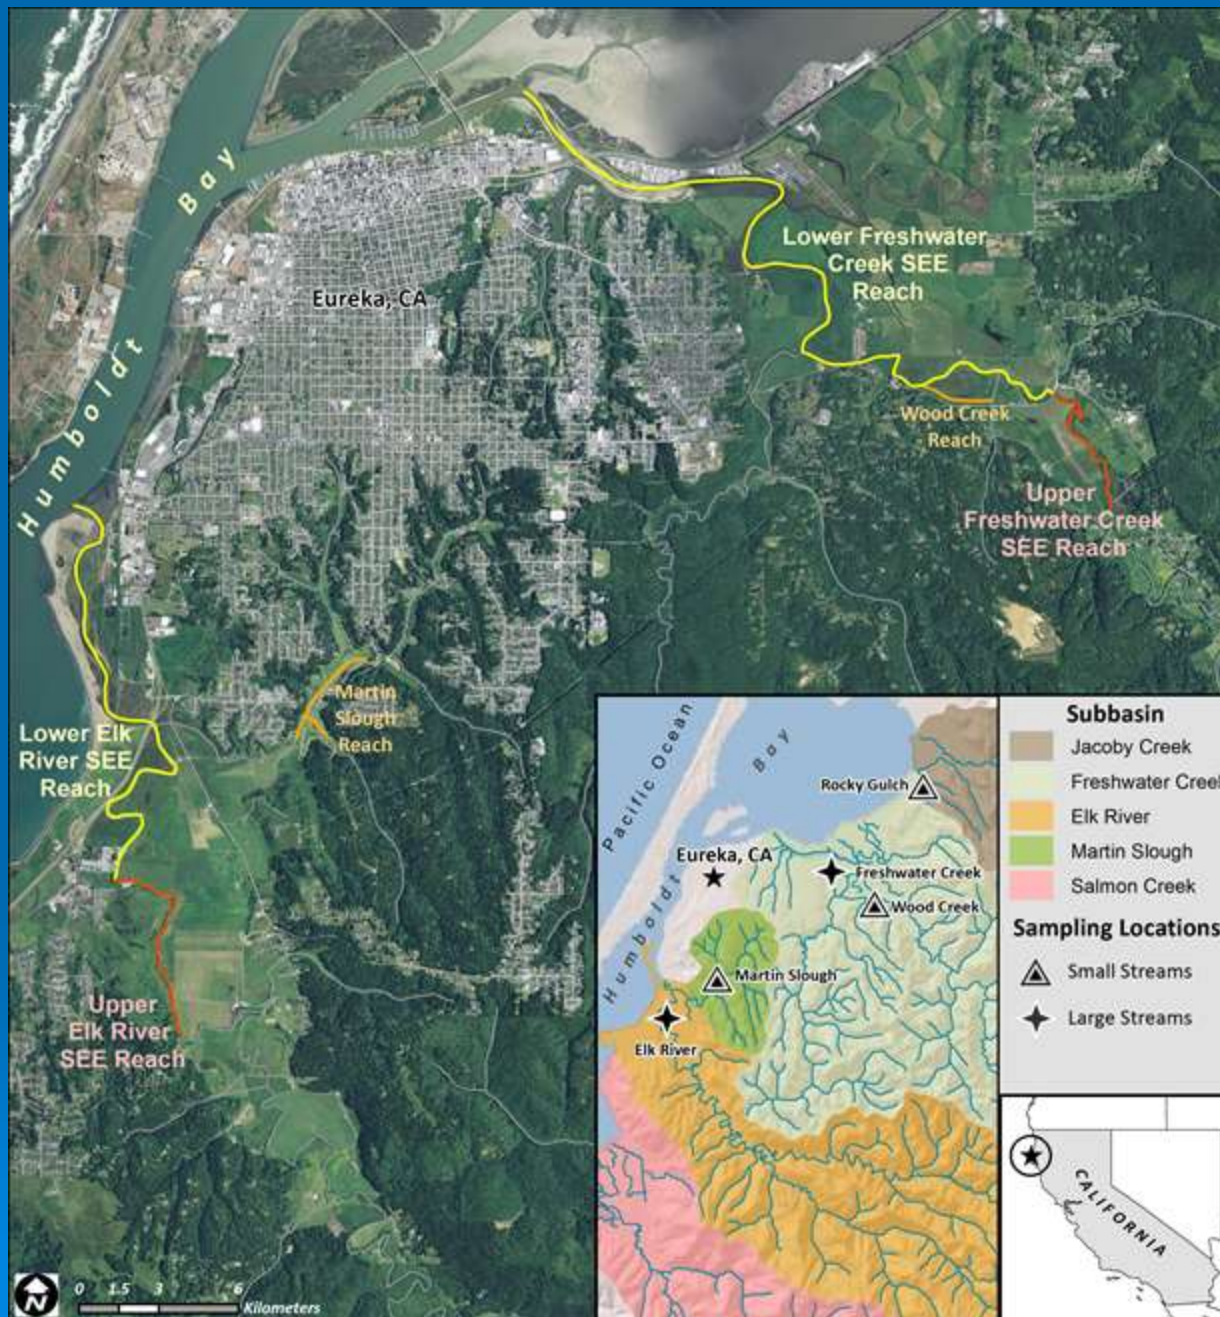 Humboldt Bay
Eureka, CA
Lower Freshwater
Creek SEE
Reach
Wood Creek
Reach
Upper
Freshwater Creek
SEE Reach
Martin
Slough
Reach
Lower Elk
River SEE
Reach
Upper
Elk River
SEE Reach
N
0 1.5 3 6
Kilometers
Pacific Ocean
Humboldt Bay
Rocky Gulch
Eureka, CA
Freshwater Creek
Wood Creek
Martin Slough
Elk River
Subbasin
Jacoby Creek
Freshwater Creek
Elk River
Martin Slough
Salmon Creek
Sampling Locations
Small Streams
Large Streams
CALIFORNIA